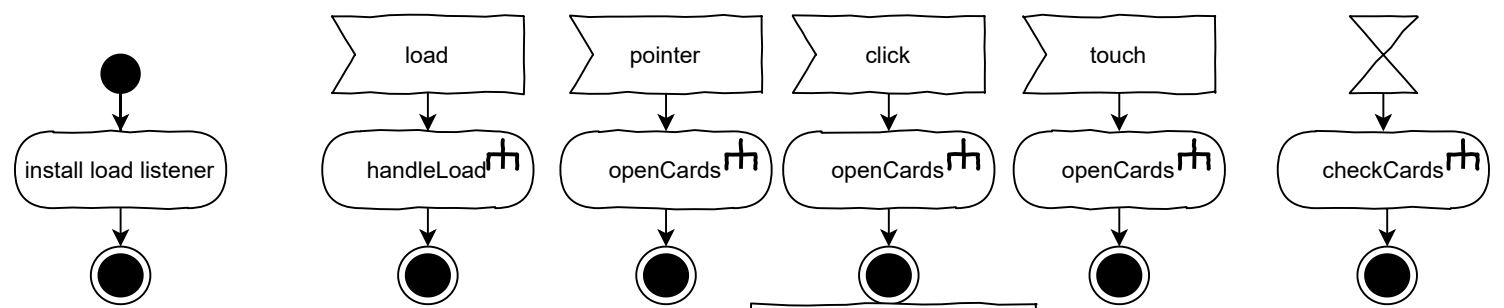 load
pointer
click
touch
install load listener
handleLoad
openCards
openCards
openCards
checkCards